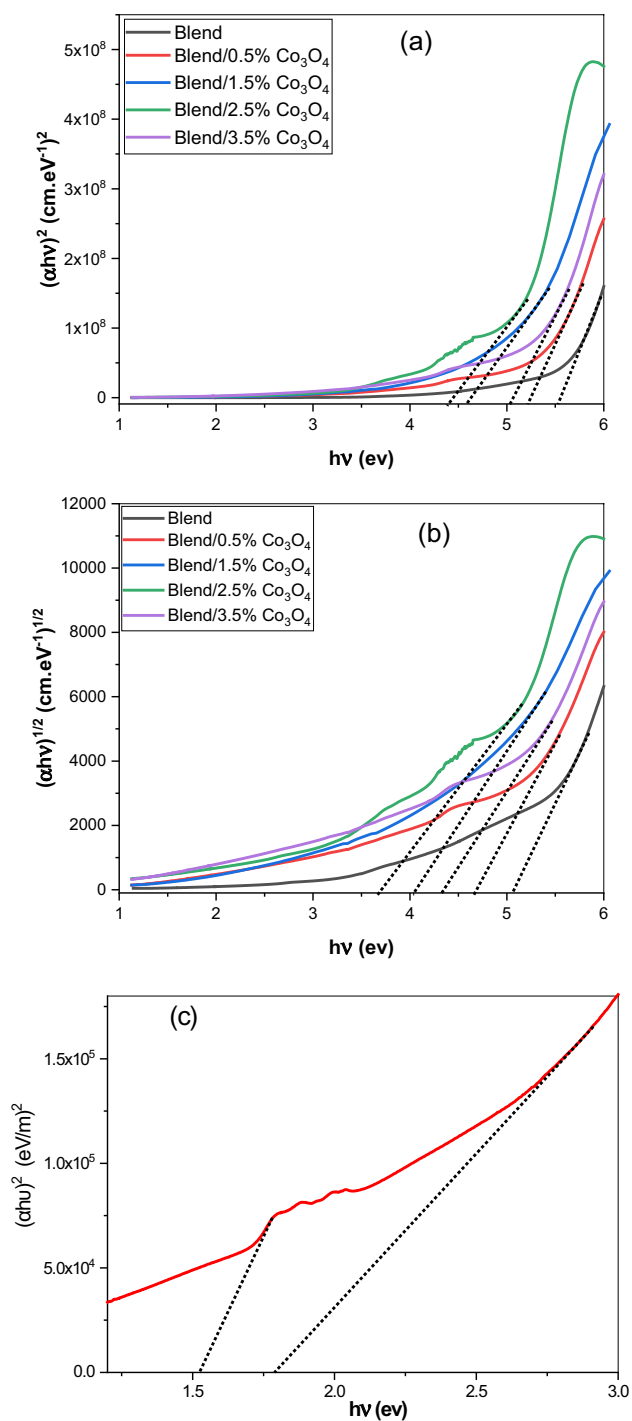 (a)
Blend
Blend/0.5% Co₃O₄
Blend/1.5% Co₃O₄
Blend/2.5% Co₃O₄
Blend/3.5% Co₃O₄
5x10⁸
4x10⁸
3x10⁸
2x10⁸
1x10⁸
0
(αhν)² (cm.eV⁻¹)²
1 2 3 4 5 6
hν (ev)
(b)
Blend
Blend/0.5% Co₃O₄
Blend/1.5% Co₃O₄
Blend/2.5% Co₃O₄
Blend/3.5% Co₃O₄
12000
10000
8000
6000
4000
2000
0
(αhν)¹/² (cm.eV⁻¹)¹/²
1 2 3 4 5 6
hν (ev)
(c)
1.5x10⁵
1.0x10⁵
5.0x10⁴
0.0
(αhυ)² (eV/m)²
1.5 2.0 2.5 3.0
hν (ev)